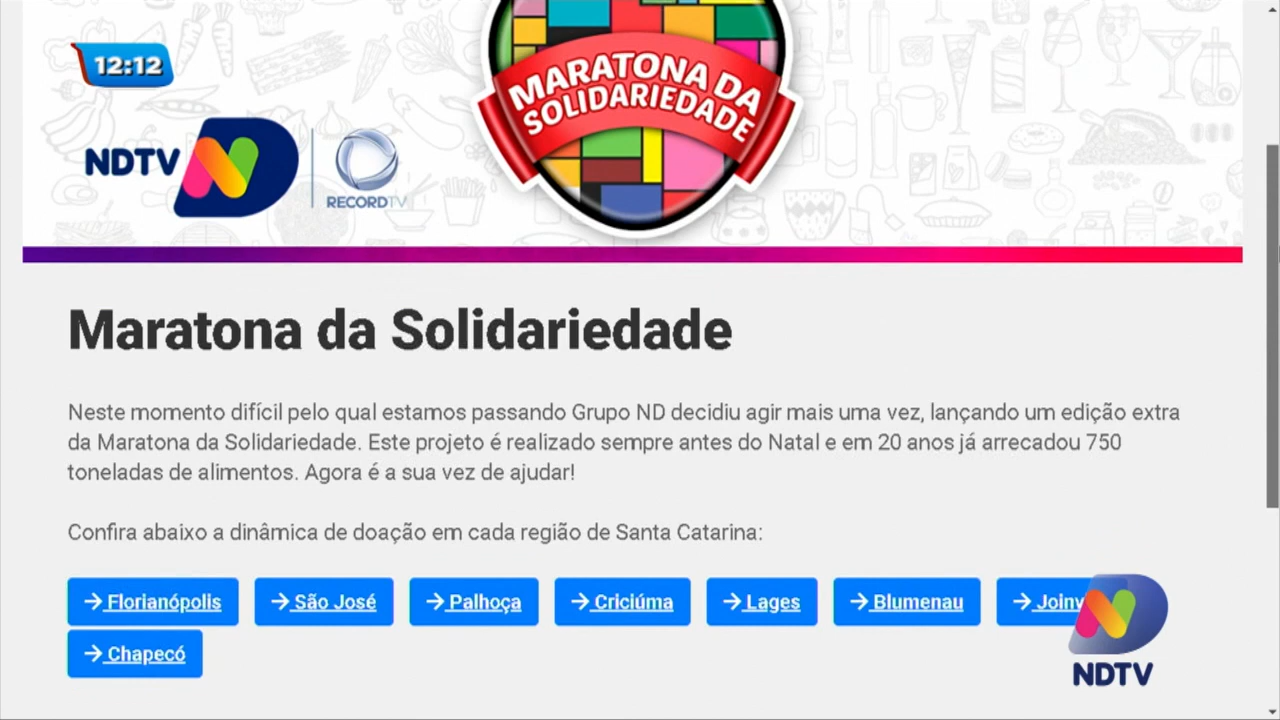 12:12
NDTV
RECORDTV
MARATONA DA
SOLIDARIEDADE
Maratona da Solidariedade
Neste momento difícil pelo qual estamos passando Grupo ND decidiu agir mais uma vez, lançando um edição extra
da Maratona da Solidariedade. Este projeto é realizado sempre antes do Natal e em 20 anos já arrecadou 750
toneladas de alimentos. Agora é a sua vez de ajudar!
Confira abaixo a dinâmica de doação em cada região de Santa Catarina:
→ Florianópolis → São José → Palhoça → Criciúma → Lages → Blumenau → Joinv
→ Chapecó
NDTV